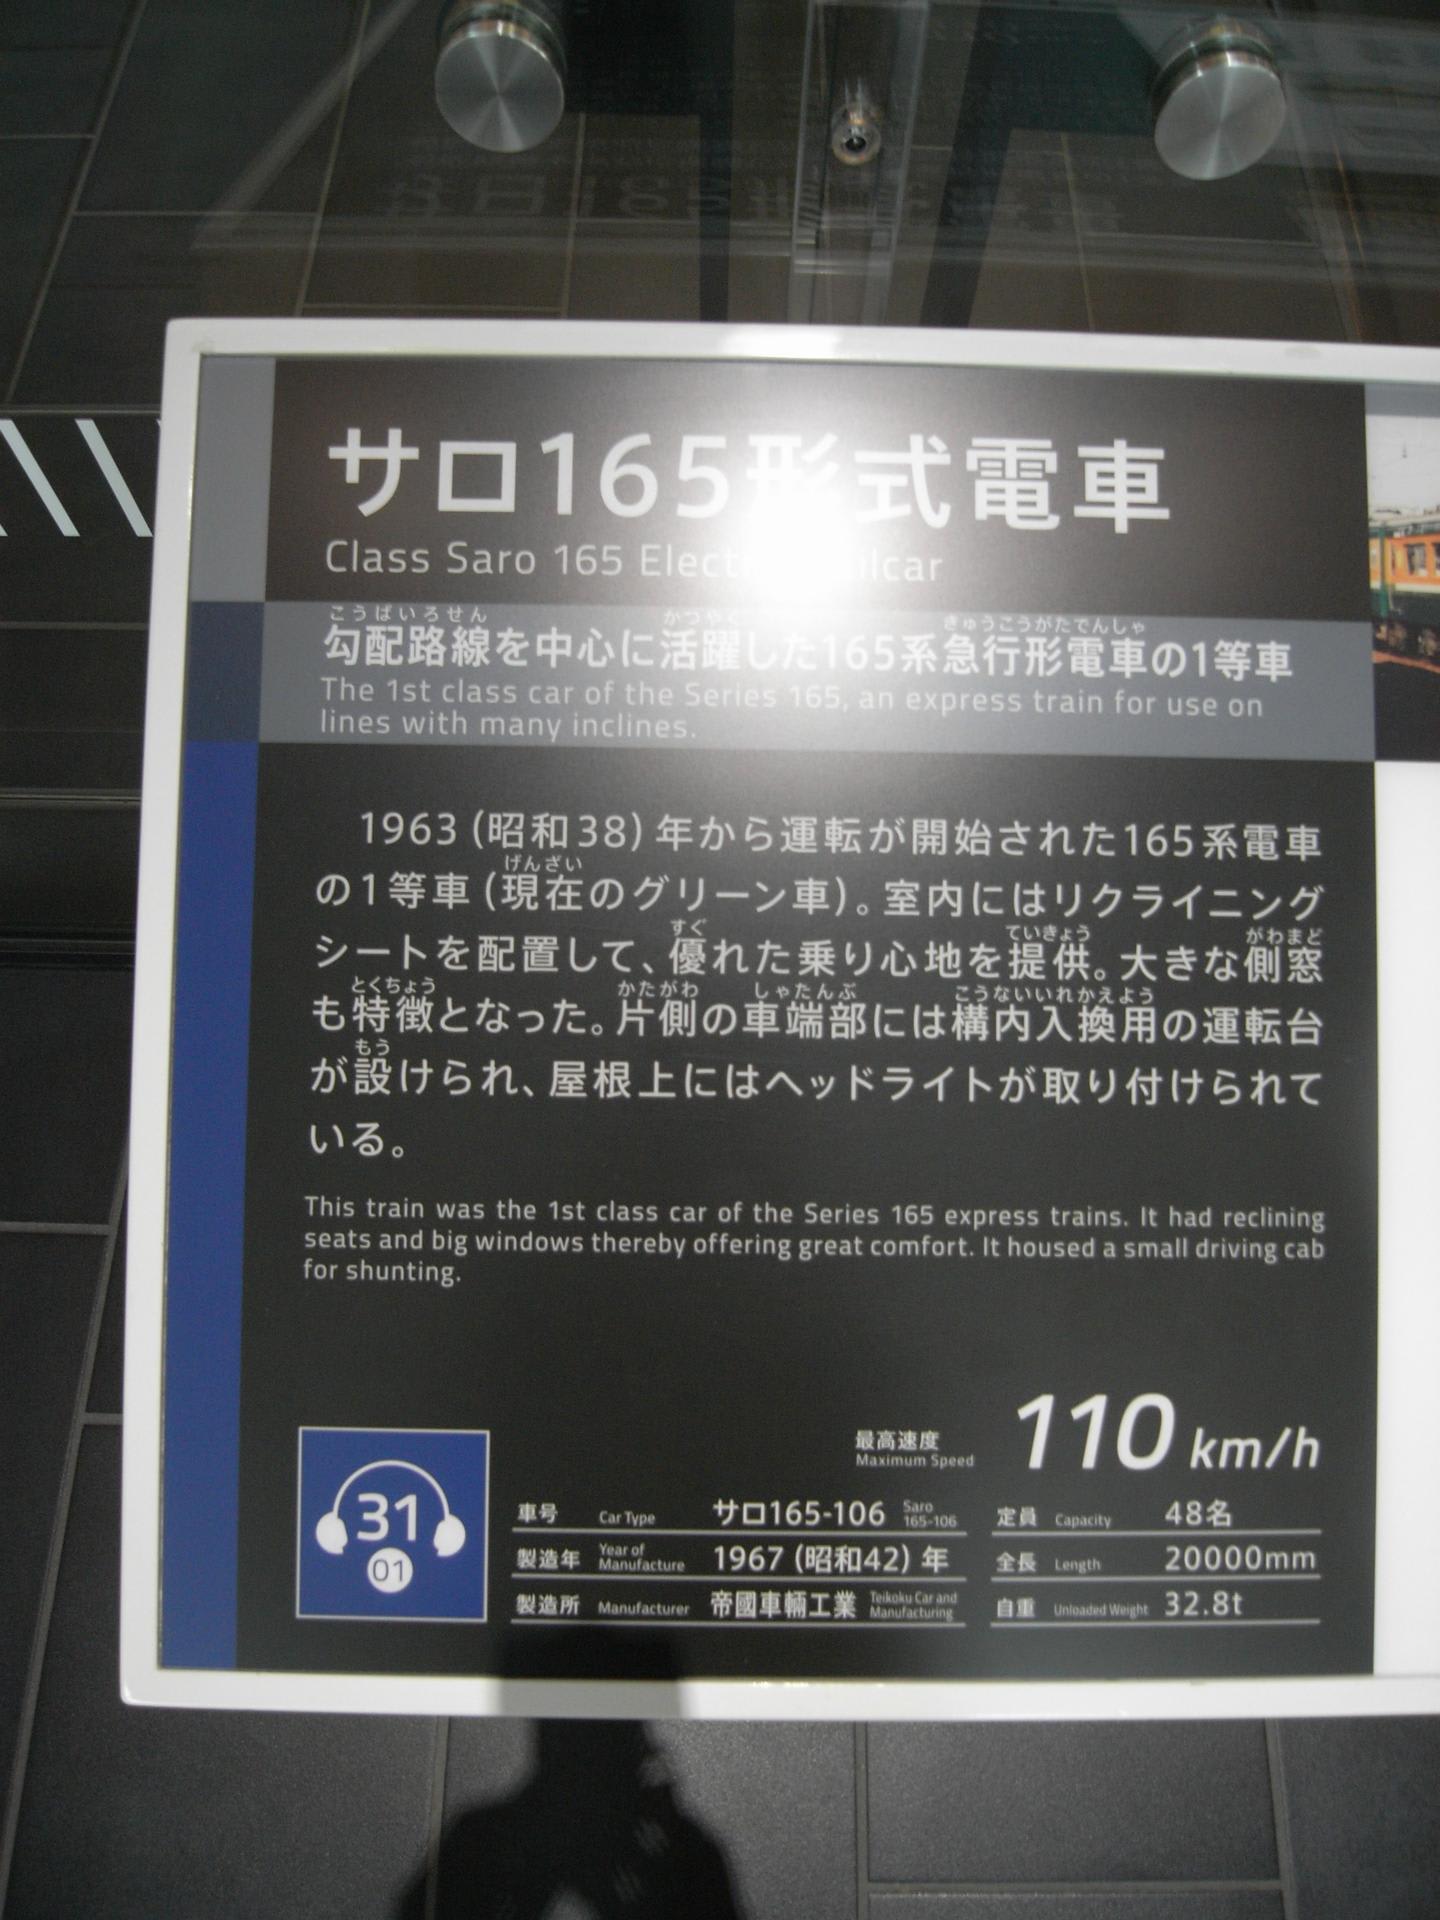 サロ165形式電車
Class Saro 165
こうばいろせん かつやく きゅうこうがたでんしゃ
勾配路線を中心に活躍した165系急行形電車の1等車
The 1st class car of the Series 165, an express train for use on
lines with many inclines.
1963（昭和38）年から運転が開始された165系電車
げんざい
の1等車（現在のグリーン車）。室内にはリクライニング
すぐ ていきょう がわまど
シートを配置して、優れた乗り心地を提供。大きな側窓
とくちょう かたがわ しゃたんぶ こうないいれかえよう
も特徴となった。片側の車端部には構内入換用の運転台
もう
が設けられ、屋根上にはヘッドライトが取り付けられて
いる。
This train was the 1st class car of the Series 165 express trains. It had reclining
seats and big windows thereby offering great comfort. It housed a small driving cab
for shunting.
最高速度 Maximum Speed 110 km/h
31
01
車号 Car Type サロ165-106 Saro 165-106
製造年 Year of Manufacture 1967（昭和42）年
製造所 Manufacturer 帝國車輛工業 Teikoku Car and Manufacturing
定員 Capacity 48名
全長 Length 20000mm
自重 Unloaded Weight 32.8t